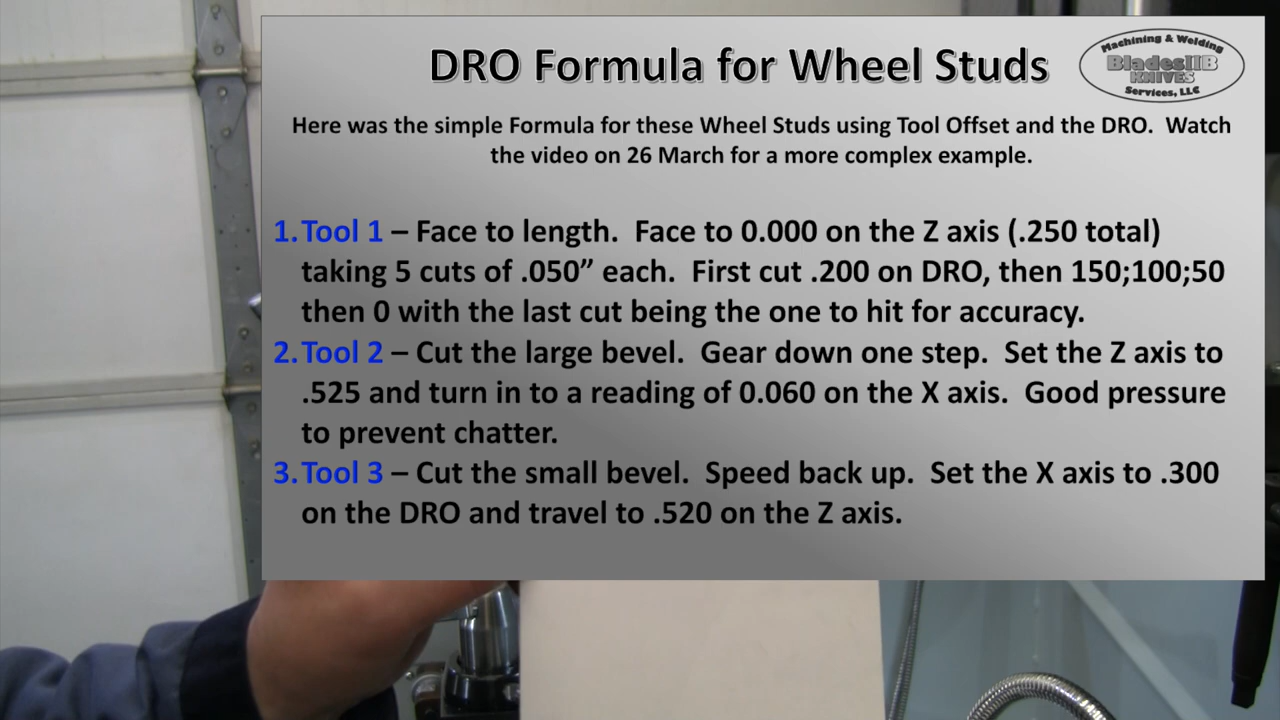 DRO Formula for Wheel Studs
Machining & Welding
BladesIIB
KNIVES
Services, LLC
Here was the simple Formula for these Wheel Studs using Tool Offset and the DRO.  Watch
the video on 26 March for a more complex example.
1. Tool 1 – Face to length.  Face to 0.000 on the Z axis (.250 total)
taking 5 cuts of .050” each.  First cut .200 on DRO, then 150;100;50
then 0 with the last cut being the one to hit for accuracy.
2. Tool 2 – Cut the large bevel.  Gear down one step.  Set the Z axis to
.525 and turn in to a reading of 0.060 on the X axis.  Good pressure
to prevent chatter.
3. Tool 3 – Cut the small bevel.  Speed back up.  Set the X axis to .300
on the DRO and travel to .520 on the Z axis.